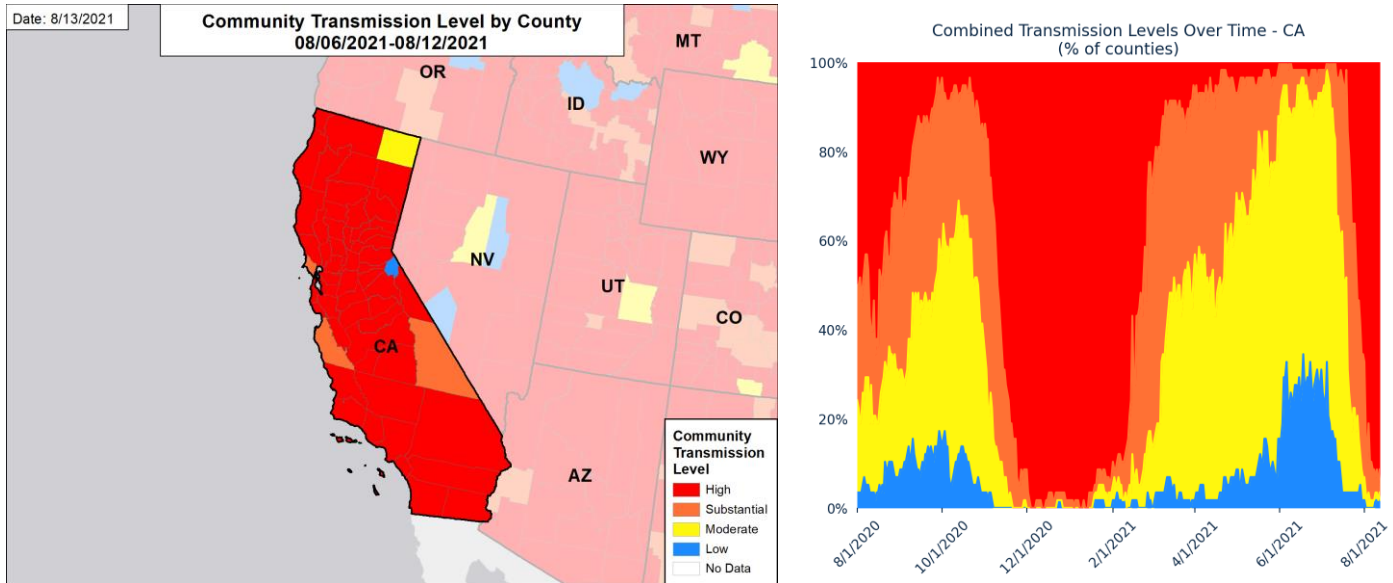 Date: 8/13/2021
Community Transmission Level by County
08/06/2021-08/12/2021
MT
OR
ID
WY
NV
UT
CO
CA
AZ
Community
Transmission
Level
High
Substantial
Moderate
Low
No Data
Combined Transmission Levels Over Time - CA
(% of counties)
100%
80%
60%
40%
20%
0%
8/1/2020
10/1/2020
12/1/2020
2/1/2021
4/1/2021
6/1/2021
8/1/2021